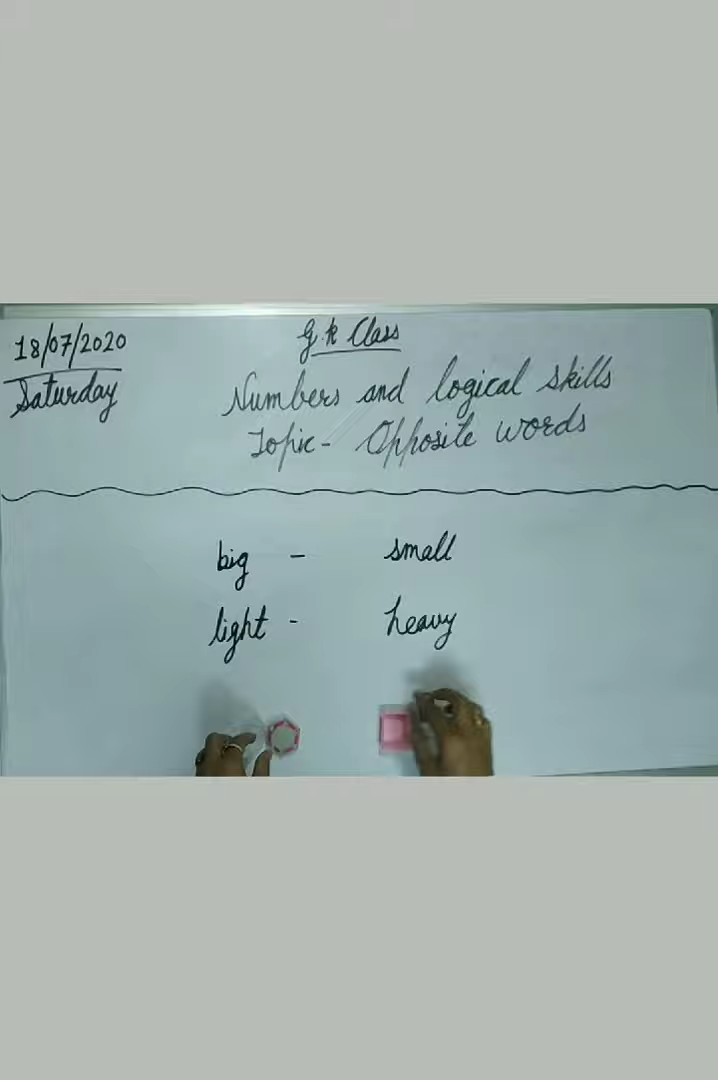 18/07/2020
Saturday
G.K Class
Numbers and logical skills
Topic- Opposite words
big - small
light - heavy